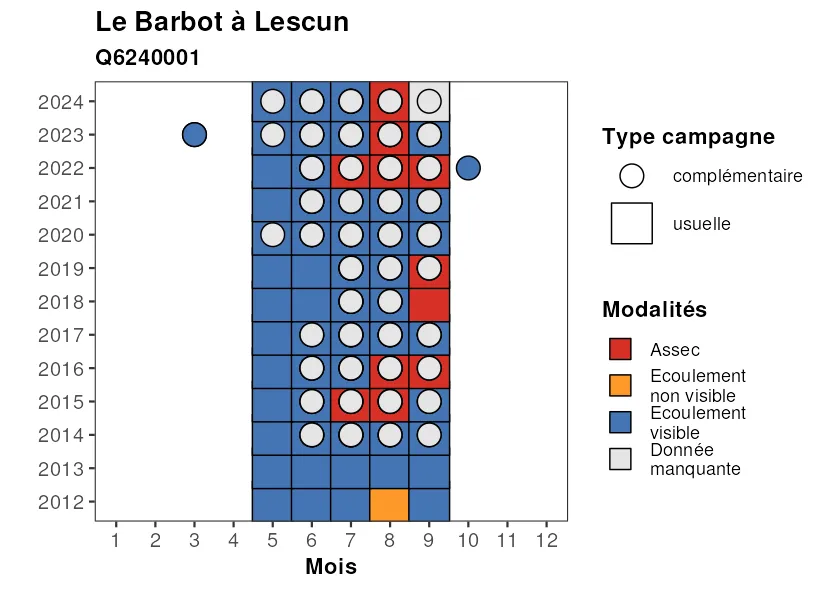 Le Barbot à Lescun
Q6240001
2024
2023
2022
2021
2020
2019
2018
2017
2016
2015
2014
2013
2012
1 2 3 4 5 6 7 8 9 10 11 12
Mois
Type campagne
complémentaire
usuelle
Modalités
Assec
Ecoulement
non visible
Ecoulement
visible
Donnée
manquante